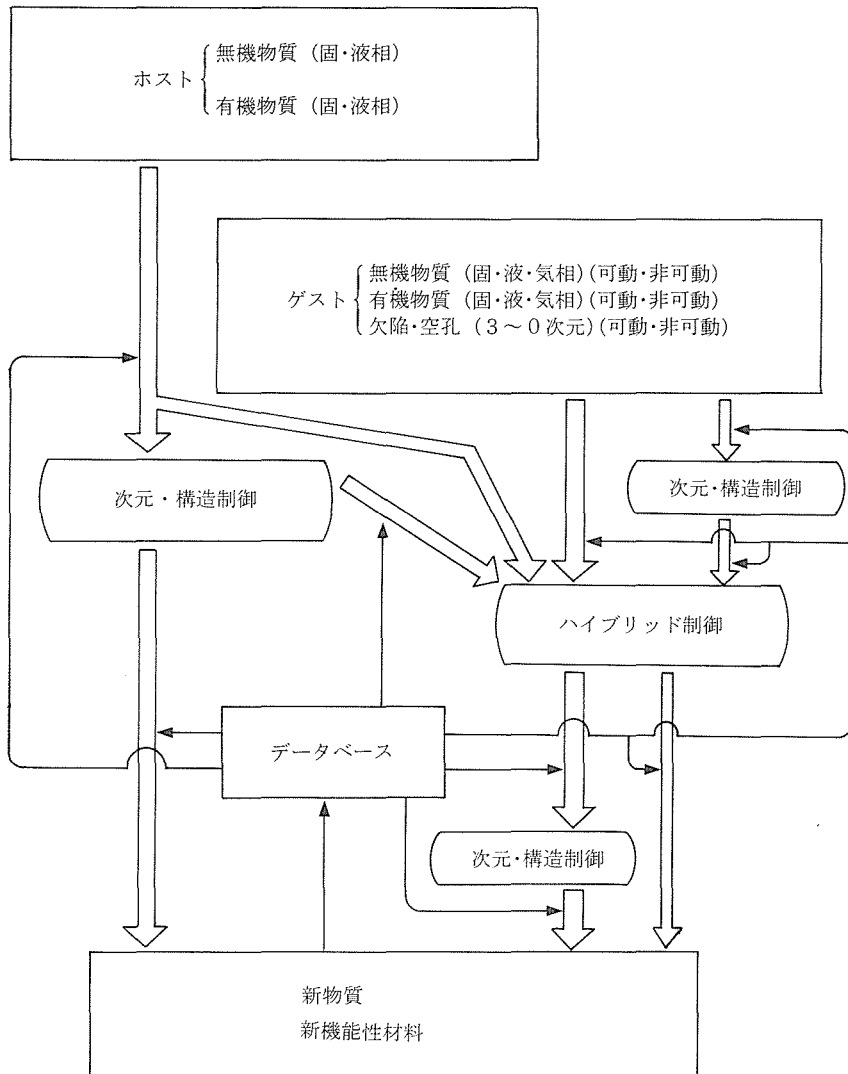 無機物質 (固・液相)
ホスト
有機物質 (固・液相)
無機物質 (固・液・気相) (可動・非可動)
ゲスト 有機物質 (固・液・気相) (可動・非可動)
欠陥・空孔 (3〜0次元) (可動・非可動)
次元・構造制御
次元・構造制御
ハイブリッド制御
データベース
次元・構造制御
新物質
新機能性材料